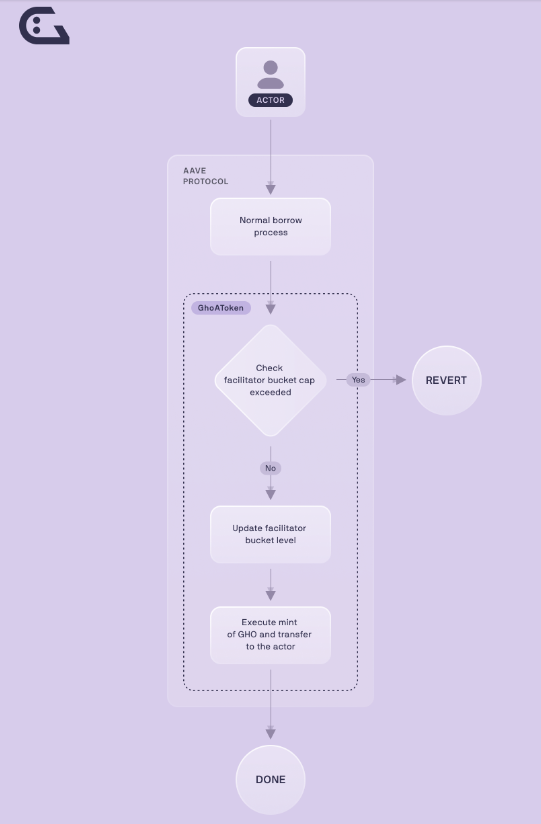 ACTOR
AAVE
PROTOCOL
Normal borrow
process
GhoAToken
Check
facilitator bucket cap
exceeded
Yes
REVERT
No
Update facilitator
bucket level
Execute mint
of GHO and transfer
to the actor
DONE